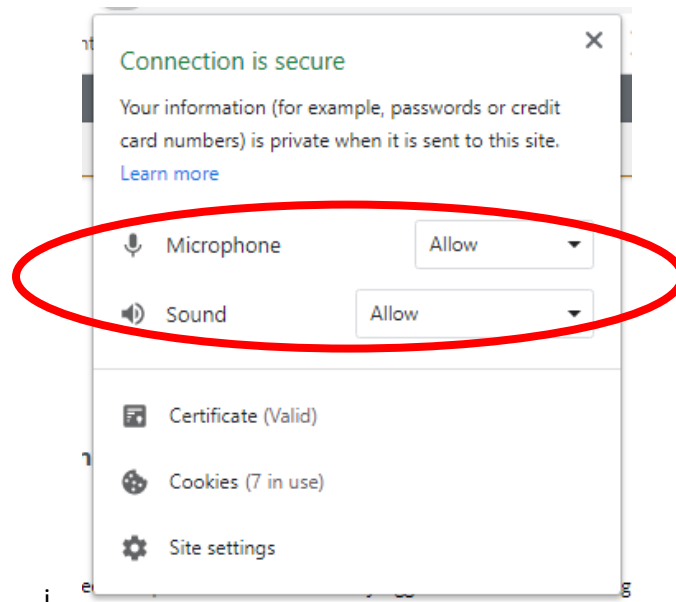 nt
Connection is secure
Your information (for example, passwords or credit
card numbers) is private when it is sent to this site.
Learn more
Microphone Allow
Sound Allow
Certificate (Valid)
n
Cookies (7 in use)
Site settings
i